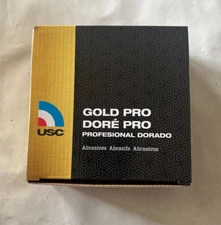 GOLD PRO
DORÉ PRO
PROFESIONAL DORADO
USC
Abrasives Abrasifs Abrasivos